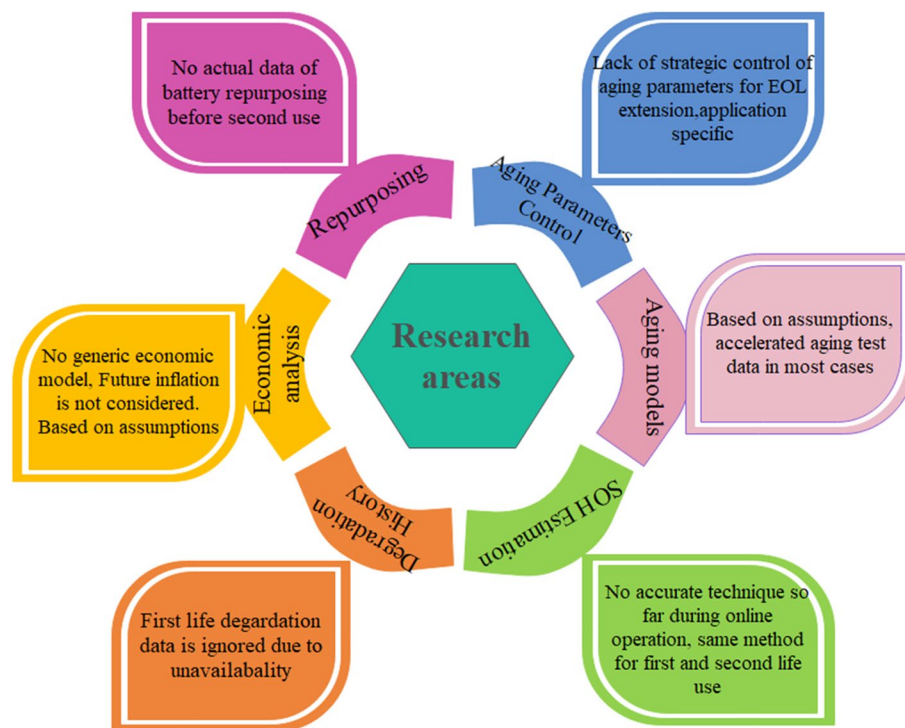 No actual data of
battery repurposing
before second use
Lack of strategic control of
aging parameters for EOL
extension,application
specific
Repurposing
Aging Parameters
Control
Economic
analysis
Research
areas
Aging models
No generic economic
model, Future inflation
is not considered.
Based on assumptions
Based on assumptions,
accelerated aging test
data in most cases
Degradation
History
SOH Estimation
First life degardation
data is ignored due to
unavailabality
No accurate technique so
far during online
operation, same method
for first and second life
use